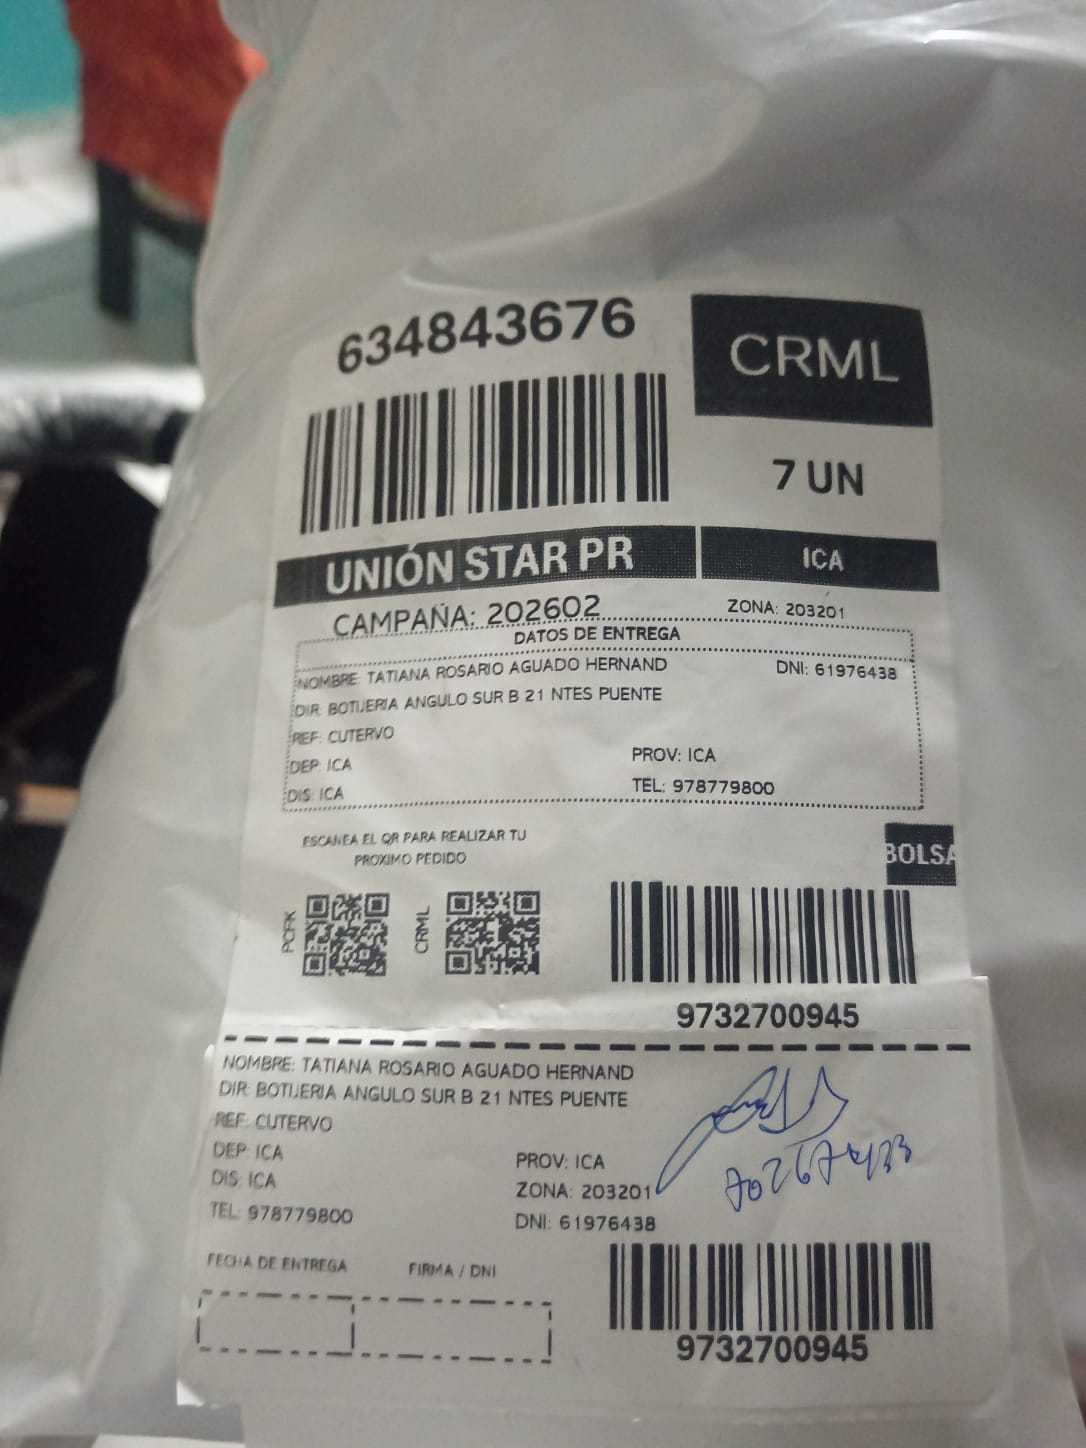 634843676
CRML
7 UN
UNIÓN STAR PR
ICA
CAMPAÑA: 202602
ZONA: 203201
DATOS DE ENTREGA
NOMBRE: TATIANA ROSARIO AGUADO HERNAND
DNI: 61976438
DIR: BOTIJERIA ANGULO SUR B 21 NTES PUENTE
REF: CUTERVO
DEP: ICA
PROV: ICA
DIS: ICA
TEL: 978779800
ESCANEA EL QR PARA REALIZAR TU
PROXIMO PEDIDO
BOLSA
PCFK
CRML
9732700945
NOMBRE: TATIANA ROSARIO AGUADO HERNAND
DIR: BOTIJERIA ANGULO SUR B 21 NTES PUENTE
REF: CUTERVO
DEP: ICA
PROV: ICA
DIS: ICA
ZONA: 203201
TEL: 978779800
DNI: 61976438
FECHA DE ENTREGA
FIRMA / DNI
9732700945